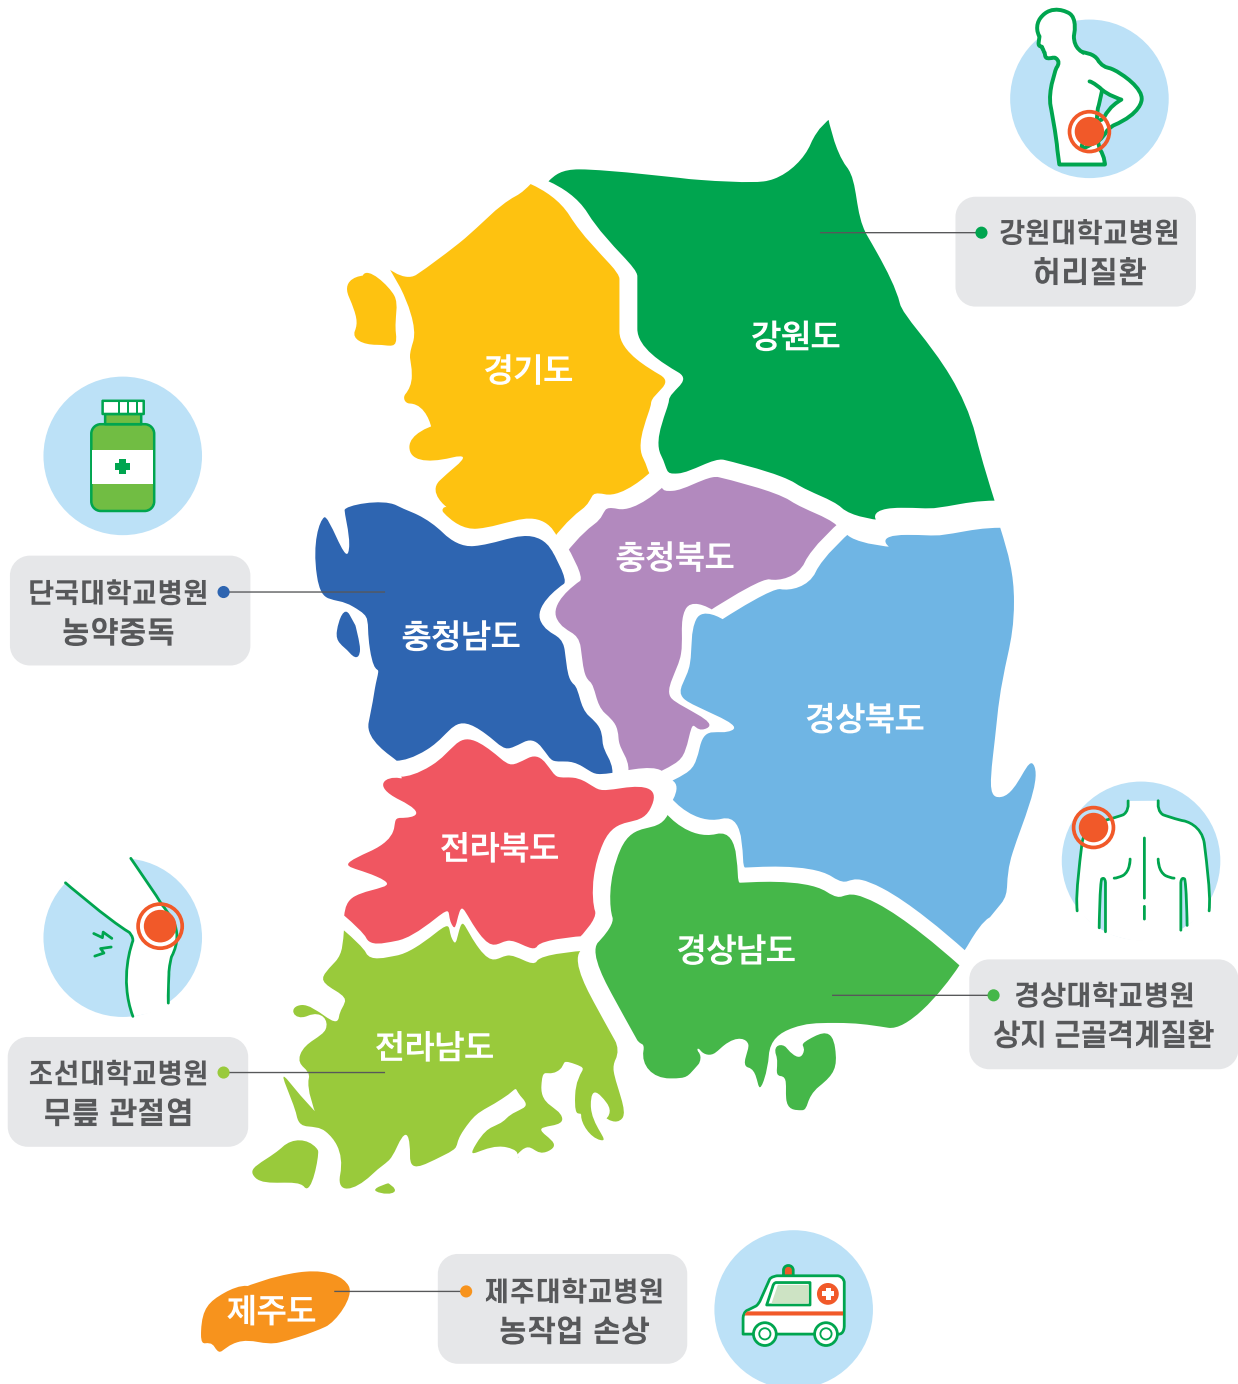 강원대학교병원
허리질환
강원도
경기도
충청북도
단국대학교병원
농약중독
충청남도
경상북도
전라북도
경상남도
경상대학교병원
상지 근골격계질환
전라남도
조선대학교병원
무릎 관절염
제주도
제주대학교병원
농작업 손상